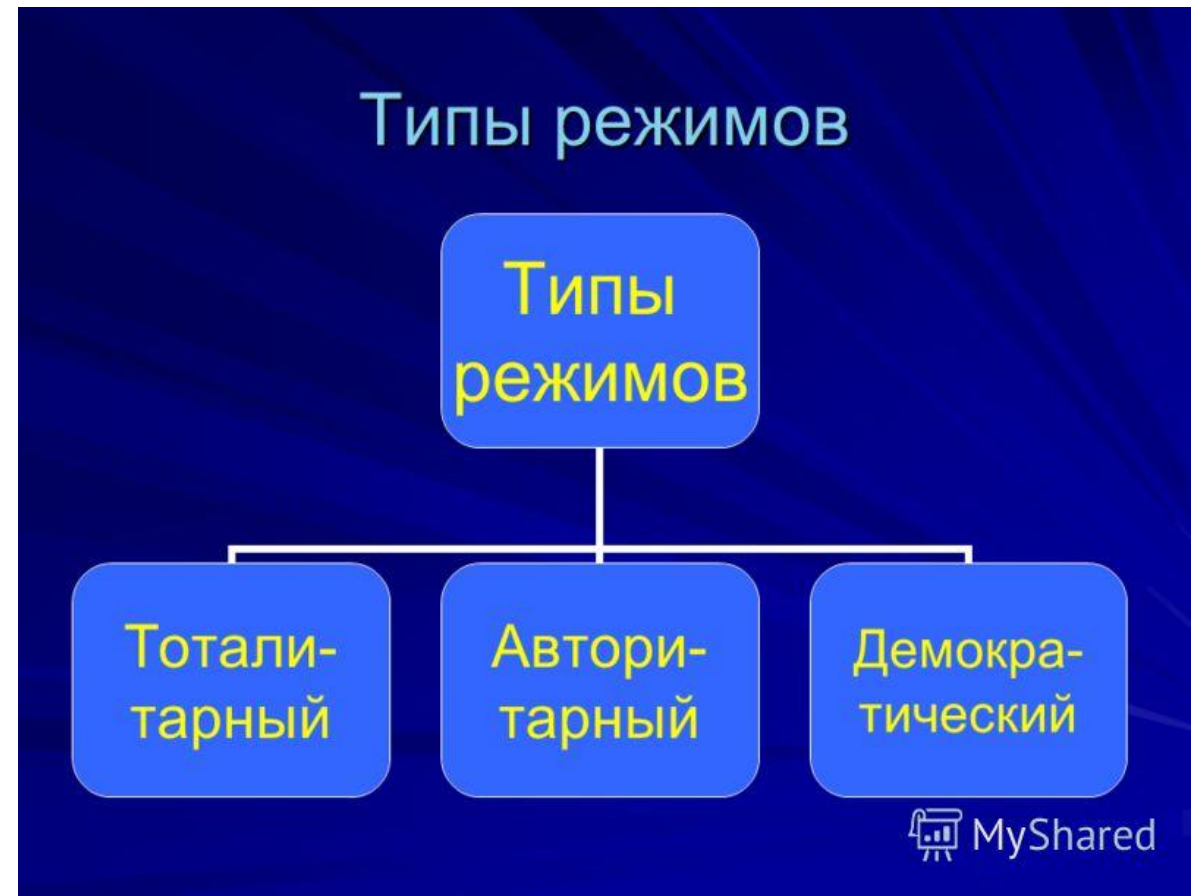 Типы режимов
Типы
режимов
Тотали-
тарный
Автори-
тарный
Демокра-
тический
MyShared